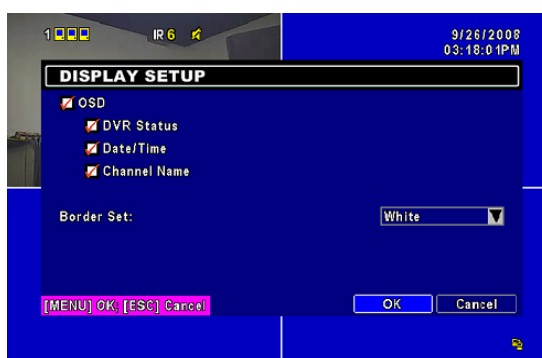 1 IR 6 9/26/2008
03:18:01PM
DISPLAY SETUP
OSD
DVR Status
Date/Time
Channel Name
Border Set: White
[MENU] OK; [ESC] Cancel OK Cancel